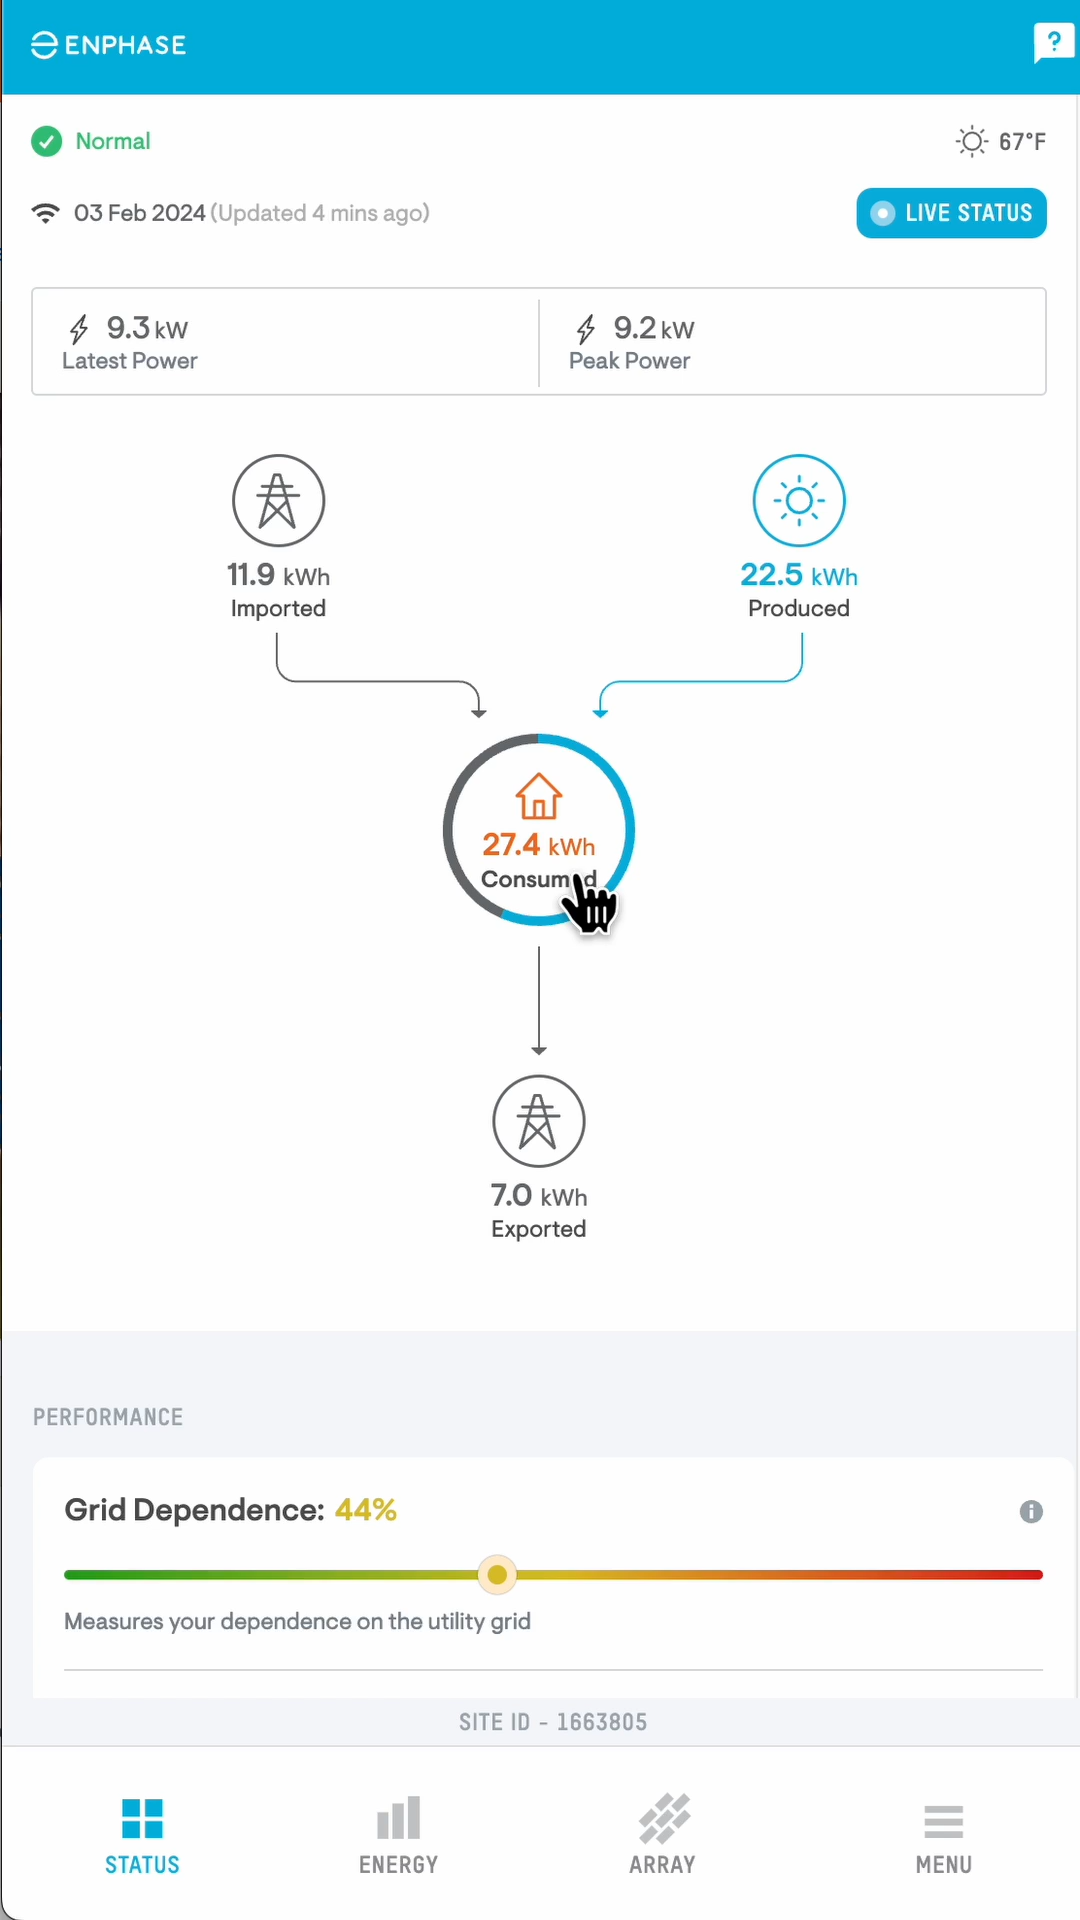 ENPHASE
?
Normal
67°F
03 Feb 2024 (Updated 4 mins ago)
LIVE STATUS
9.3 kW
Latest Power
9.2 kW
Peak Power
11.9 kWh
Imported
22.5 kWh
Produced
27.4 kWh
Consumed
7.0 kWh
Exported
PERFORMANCE
Grid Dependence: 44%
i
Measures your dependence on the utility grid
SITE ID - 1663805
STATUS
ENERGY
ARRAY
MENU